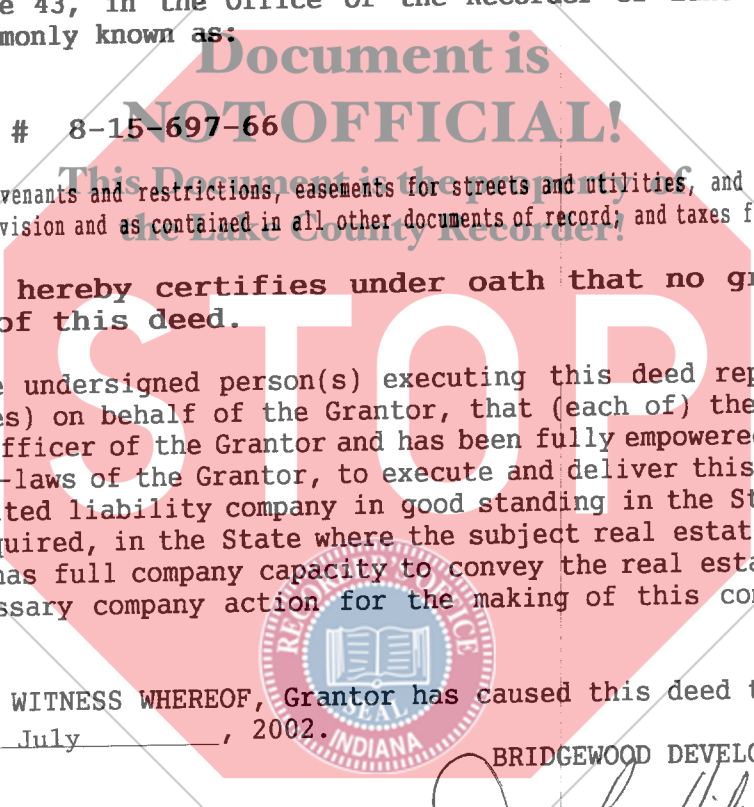 e 43, in the Office of the Recorder of
monly known as:
Document is
NOT OFFICIAL!
# 8-15-697-66
This Document is the property of
the Lake County Recorder!
venants and restrictions, easements for streets and utilities, and
vision and as contained in all other documents of record; and taxes f
hereby certifies under oath that no g
of this deed.
STOP
e undersigned person(s) executing this deed rep
es) on behalf of the Grantor, that (each of) the
fficer of the Grantor and has been fully empowere
-laws of the Grantor, to execute and deliver this
ted liability company in good standing in the St
quired, in the State where the subject real estat
has full company capacity to convey the real esta
ssary company action for the making of this co
RECORDER'S OFFICE
SEAL
INDIANA
WITNESS WHEREOF, Grantor has caused this deed t
July , 2002.
BRIDGEWOOD DEVELO